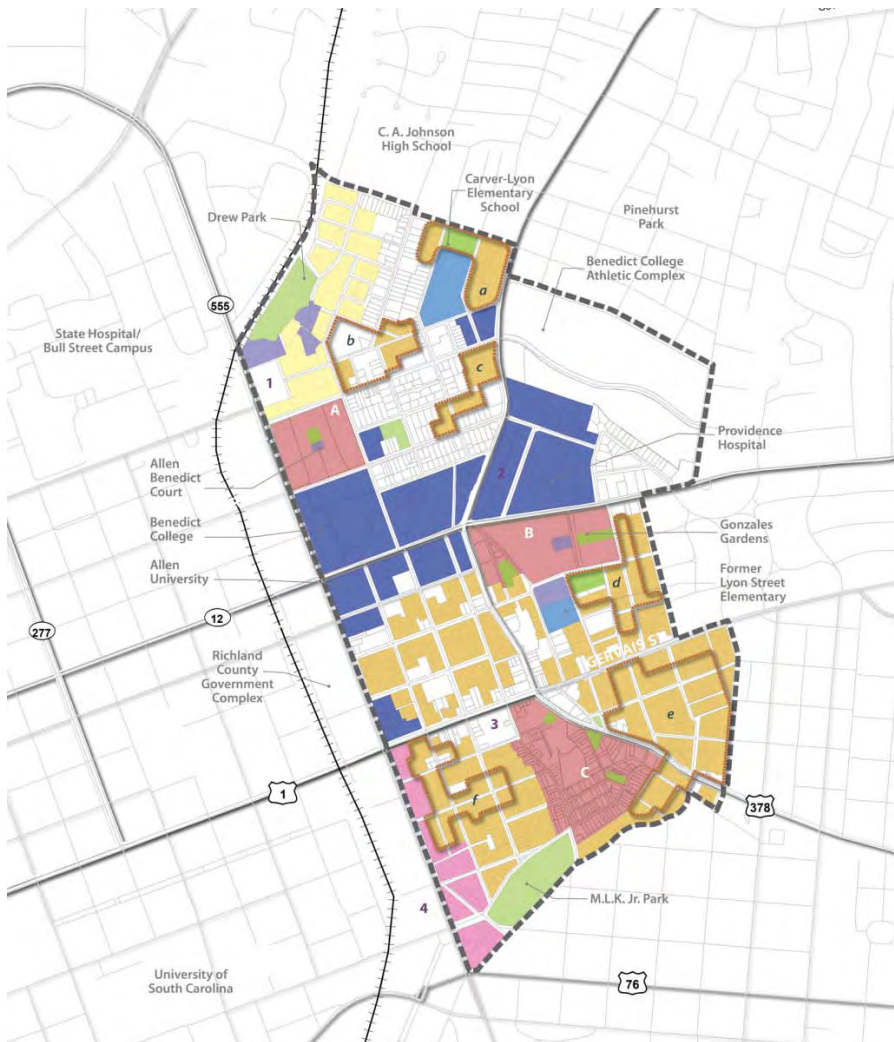 C. A. Johnson
High School
Carver-Lyon
Elementary
School
Drew Park
Pinehurst
Park
Benedict College
Athletic Complex
555
State Hospital/
Bull Street Campus
a
b
1
c
A
Allen
Benedict
Court
Providence
Hospital
2
Benedict
College
B
Gonzales
Gardens
Allen
University
d
Former
Lyon Street
Elementary
12
277
GERVAIS ST
Richland
County
Government
Complex
e
3
C
1
f
378
M.L.K. Jr. Park
4
University of
South Carolina
76